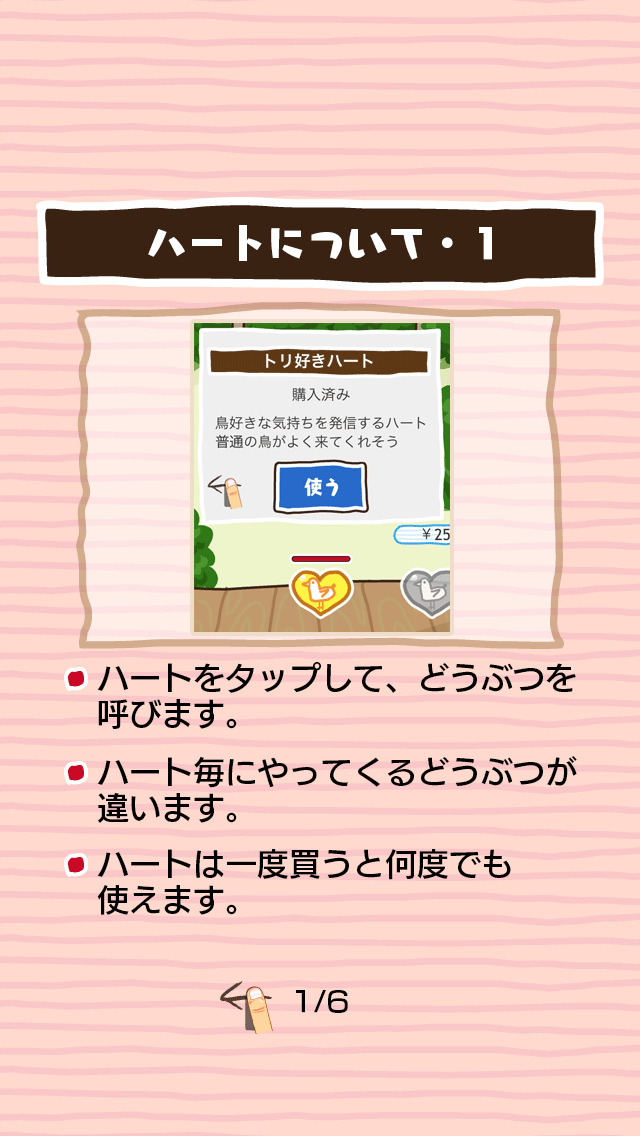 ハートについて・1
トリ好きハート
購入済み
鳥好きな気持ちを発信するハート
普通の鳥がよく来てくれそう
使う
¥25
ハートをタップして、どうぶつを
呼びます。
ハート毎にやってくるどうぶつが
違います。
ハートは一度買うと何度でも
使えます。
1/6